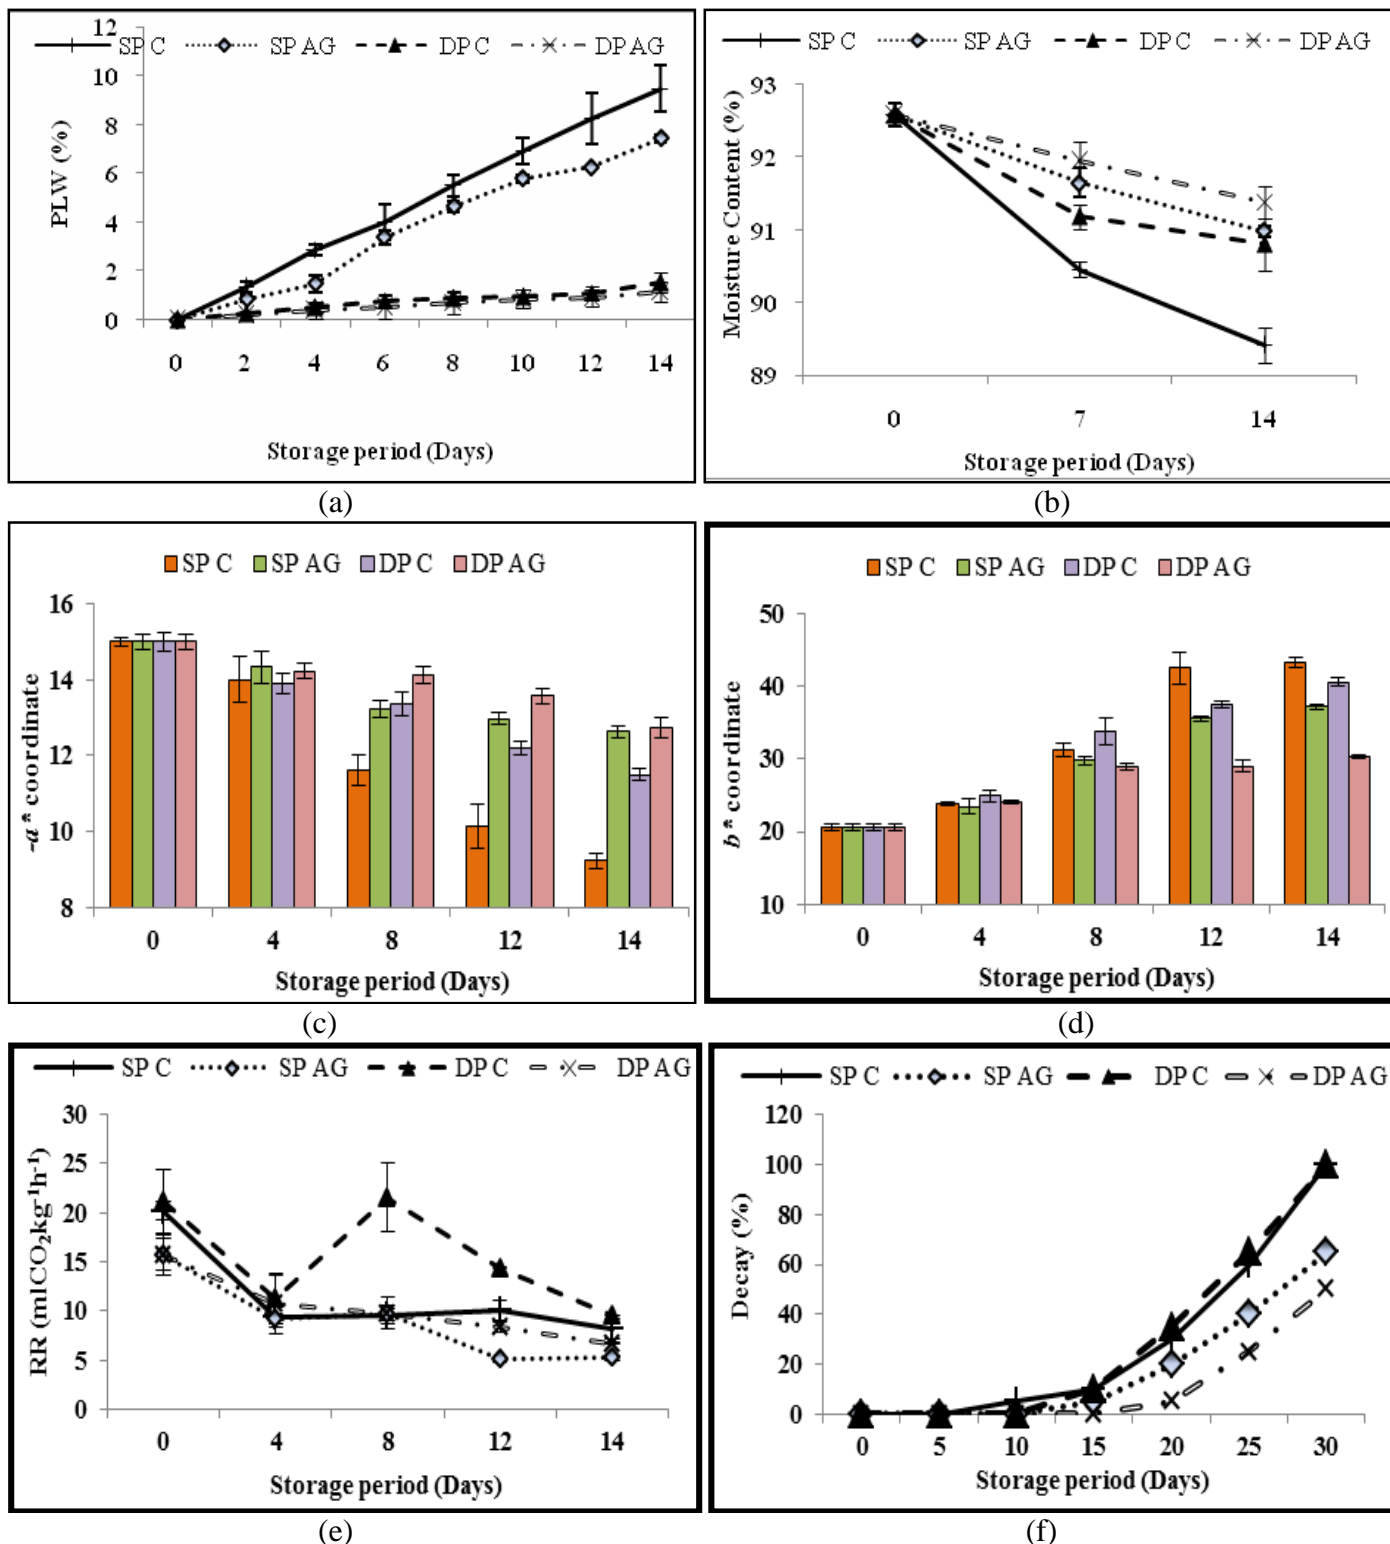 12
SP C SP AG DP C DP AG
10
8
6
4
2
0
PLW (%)
0 2 4 6 8 10 12 14
Storage period (Days)
(a)
SP C SP AG DP C DP AG
93
92
91
90
89
Moisture Content (%)
0 7 14
Storage period (Days)
(b)
SP C SP AG DP C DP AG
16
14
12
10
8
-a* coordinate
0 4 8 12 14
Storage period (Days)
(c)
SP C SP AG DP C DP AG
50
40
30
20
10
b* coordinate
0 4 8 12 14
Storage period (Days)
(d)
SP C SP AG DP C DP AG
30
25
20
15
10
5
0
RR (mlCO₂kg⁻¹h⁻¹)
0 4 8 12 14
Storage period (Days)
(e)
SP C SP AG DP C DP AG
120
100
80
60
40
20
0
Decay (%)
0 5 10 15 20 25 30
Storage period (Days)
(f)